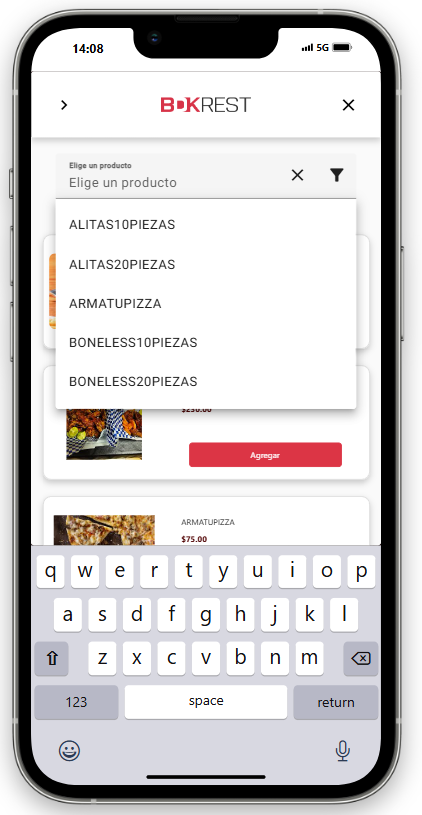 14:08
5G
BOKREST
Elige un producto
Elige un producto
ALITAS10PIEZAS
ALITAS20PIEZAS
ARMATUPIZZA
BONELESS10PIEZAS
BONELESS20PIEZAS
$230.00
Agregar
ARMATUPIZZA
$75.00
q w e r t y u i o p
a s d f g h j k l
z x c v b n m
123 space return